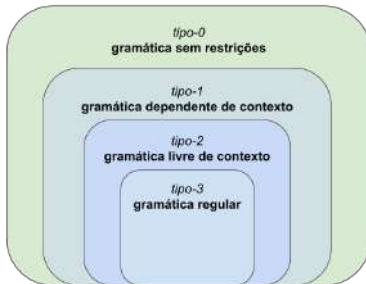 tipo-0
gramática sem restrições
tipo-1
gramática dependente de contexto
tipo-2
gramática livre de contexto
tipo-3
gramática regular